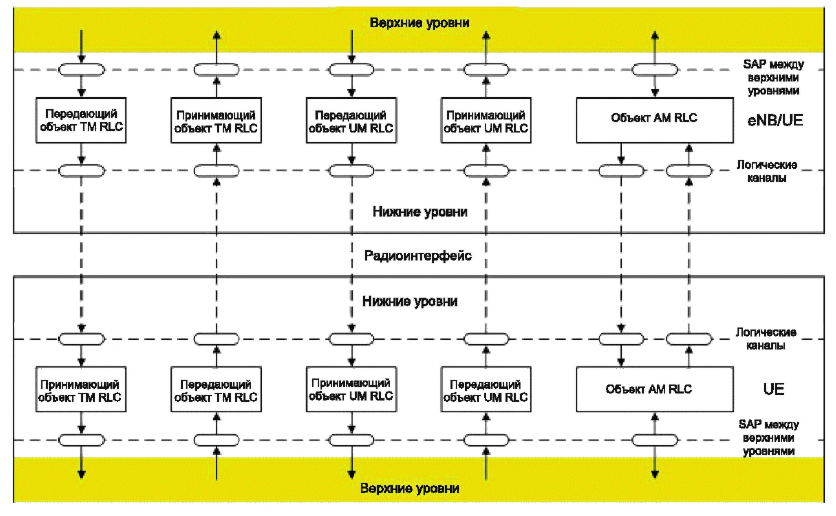 Верхние уровни
SAP между
верхними
уровнями
Передающий
объект TM RLC
Принимающий
объект TM RLC
Передающий
объект UM RLC
Принимающий
объект UM RLC
Объект AM RLC
eNB/UE
Логические
каналы
Нижние уровни
Радиоинтерфейс
Нижние уровни
Логические
каналы
Принимающий
объект TM RLC
Передающий
объект TM RLC
Принимающий
объект UM RLC
Передающий
объект UM RLC
Объект AM RLC
UE
SAP между
верхними
уровнями
Верхние уровни